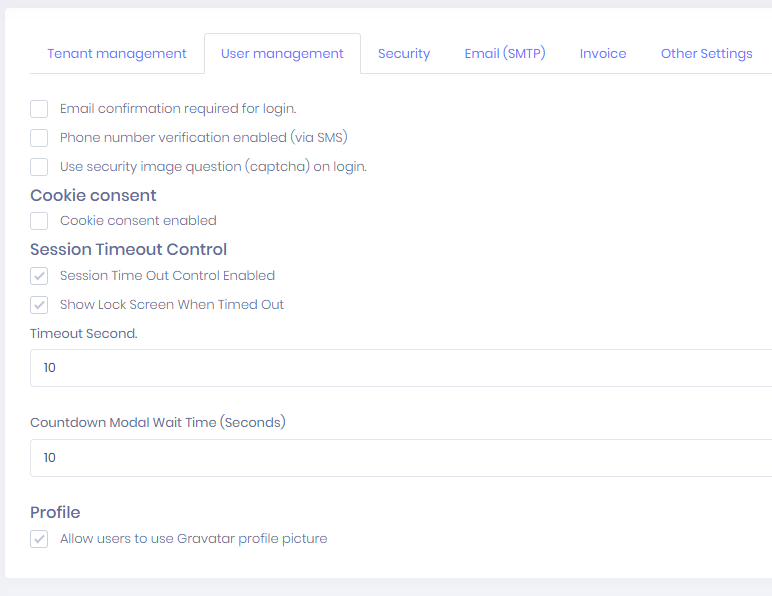 Tenant management User management Security Email (SMTP) Invoice Other Settings
Email confirmation required for login.
Phone number verification enabled (via SMS)
Use security image question (captcha) on login.
Cookie consent
Cookie consent enabled
Session Timeout Control
Session Time Out Control Enabled
Show Lock Screen When Timed Out
Timeout Second.
10
Countdown Modal Wait Time (Seconds)
10
Profile
Allow users to use Gravatar profile picture